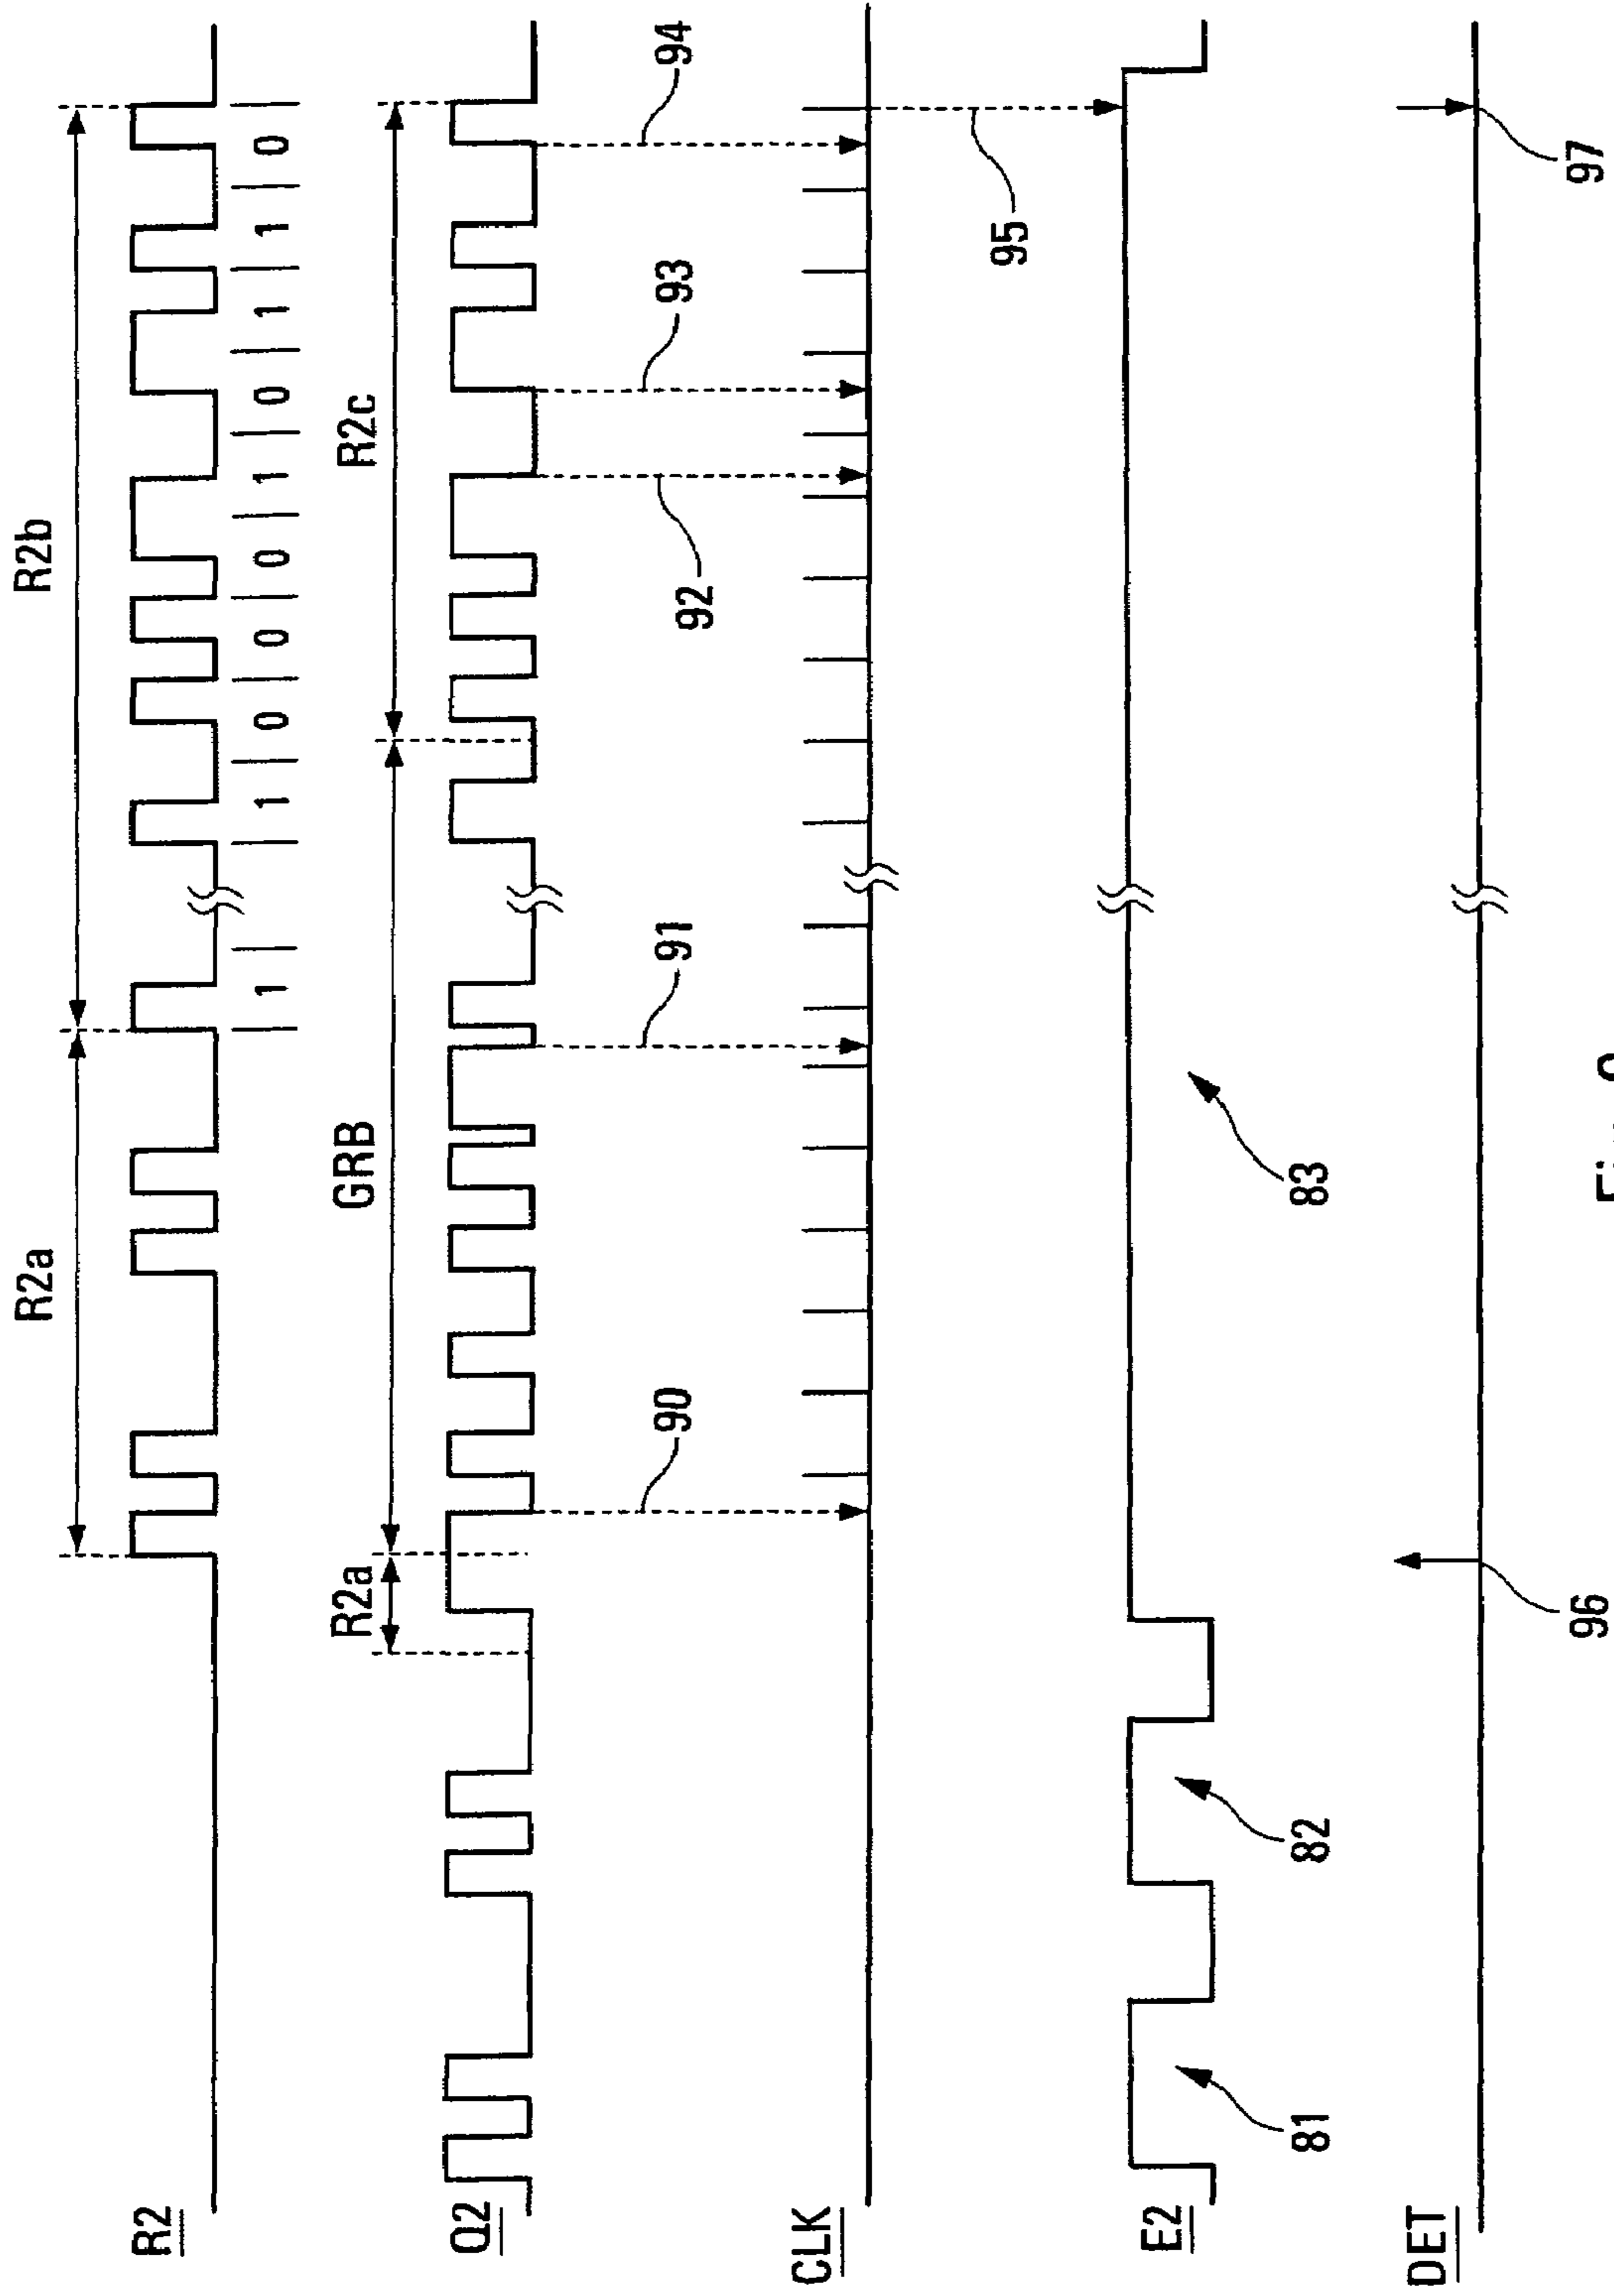 R2a R2b
R2
1 1 0 0 0 1 0 1 1 0
R2a GRB R2c
Q2
90 91 92 93 94
CLK
95
E2
81 82 83
DET
96 97